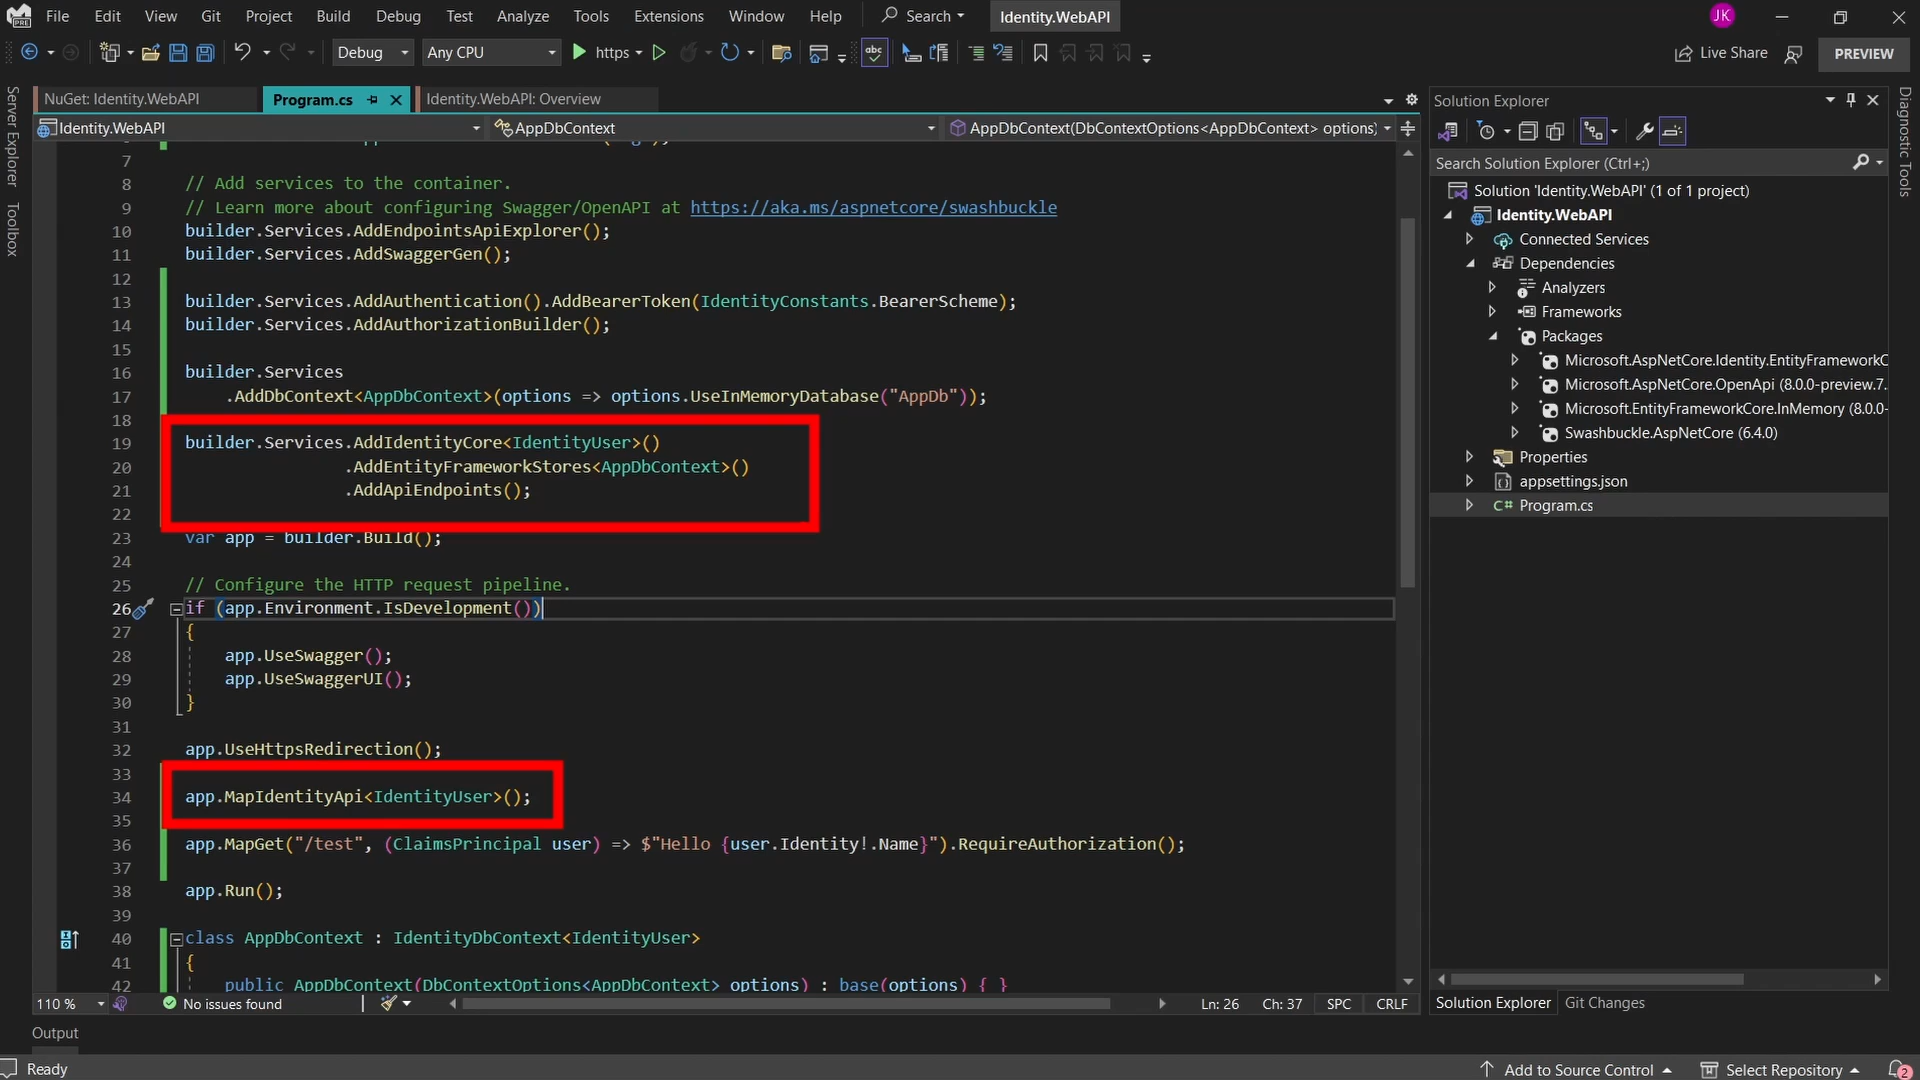 File Edit View Git Project Build Debug Test Analyze Tools Extensions Window Help Search Identity.WebAPI JK
Debug Any CPU https Live Share PREVIEW
Server Explorer
Toolbox
NuGet: Identity.WebAPI Program.cs Identity.WebAPI: Overview
Identity.WebAPI AppDbContext AppDbContext(DbContextOptions<AppDbContext> options)
7
8 // Add services to the container.
9 // Learn more about configuring Swagger/OpenAPI at https://aka.ms/aspnetcore/swashbuckle
10 builder.Services.AddEndpointsApiExplorer();
11 builder.Services.AddSwaggerGen();
12
13 builder.Services.AddAuthentication().AddBearerToken(IdentityConstants.BearerScheme);
14 builder.Services.AddAuthorizationBuilder();
15
16 builder.Services
17 .AddDbContext<AppDbContext>(options => options.UseInMemoryDatabase("AppDb"));
18
19 builder.Services.AddIdentityCore<IdentityUser>()
20 .AddEntityFrameworkStores<AppDbContext>()
21 .AddApiEndpoints();
22
23 var app = builder.Build();
24
25 // Configure the HTTP request pipeline.
26 if (app.Environment.IsDevelopment())
27 {
28 app.UseSwagger();
29 app.UseSwaggerUI();
30 }
31
32 app.UseHttpsRedirection();
33
34 app.MapIdentityApi<IdentityUser>();
35
36 app.MapGet("/test", (ClaimsPrincipal user) => $"Hello {user.Identity!.Name}").RequireAuthorization();
37
38 app.Run();
39
40 class AppDbContext : IdentityDbContext<IdentityUser>
41 {
42 public AppDbContext(DbContextOptions<AppDbContext> options) : base(options) { }
110 % No issues found Ln: 26 Ch: 37 SPC CRLF
Output
Ready Add to Source Control Select Repository 2
Solution Explorer
Search Solution Explorer (Ctrl+;)
Solution 'Identity.WebAPI' (1 of 1 project)
Identity.WebAPI
Connected Services
Dependencies
Analyzers
Frameworks
Packages
Microsoft.AspNetCore.Identity.EntityFrameworkC
Microsoft.AspNetCore.OpenApi (8.0.0-preview.7.
Microsoft.EntityFrameworkCore.InMemory (8.0.0-
Swashbuckle.AspNetCore (6.4.0)
Properties
appsettings.json
C# Program.cs
Solution Explorer Git Changes
Diagnostic Tools